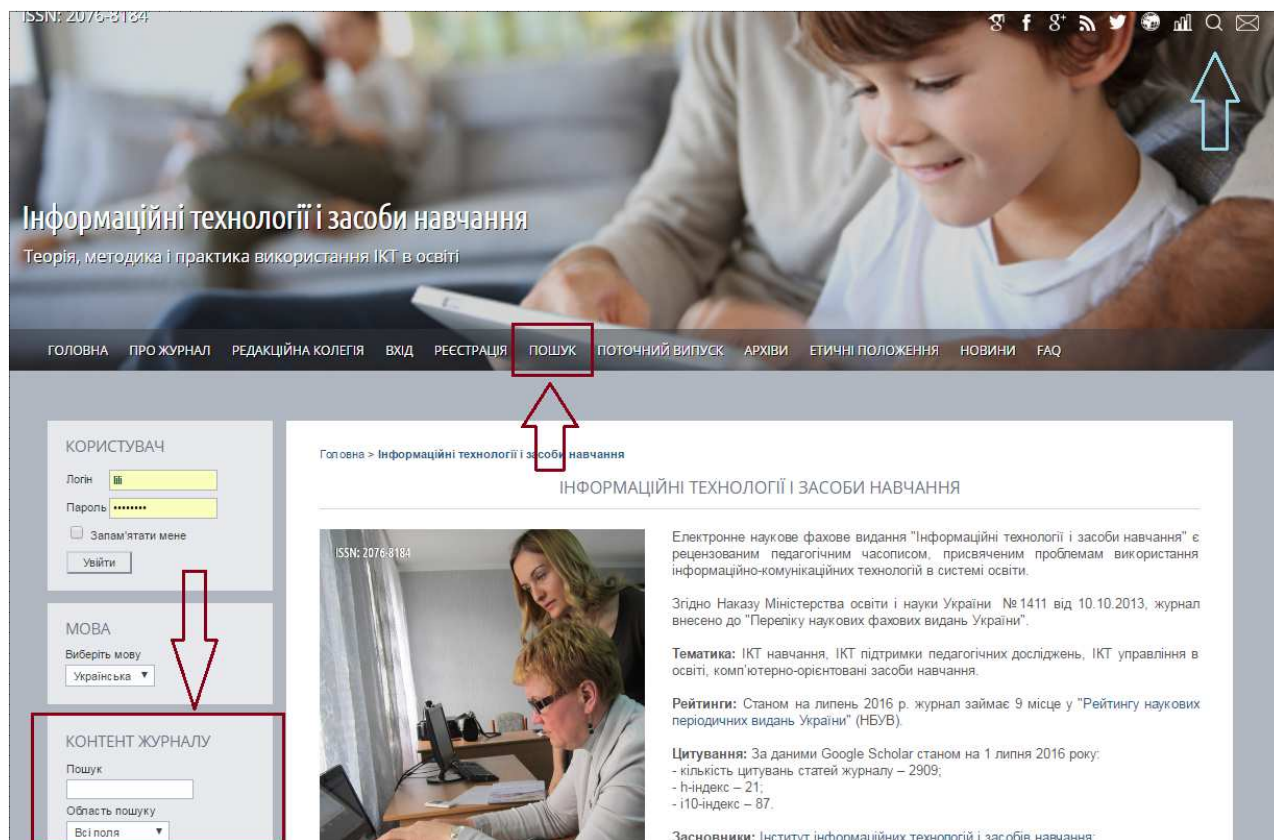 ISSN: 2076-8184
Інформаційні технології і засоби навчання
Теорія, методика і практика використання ІКТ в освіті
ГОЛОВНА ПРО ЖУРНАЛ РЕДАКЦІЙНА КОЛЕГІЯ ВХІД РЕЄСТРАЦІЯ ПОШУК ПОТОЧНИЙ ВИПУСК АРХІВИ ЕТИЧНІ ПОЛОЖЕННЯ НОВИНИ FAQ
КОРИСТУВАЧ
Логін
Пароль ••••••••
Запам'ятати мене
Увійти
МОВА
Виберіть мову
Українська
КОНТЕНТ ЖУРНАЛУ
Пошук
Область пошуку
Всі поля
Головна > Інформаційні технології і засоби навчання
ІНФОРМАЦІЙНІ ТЕХНОЛОГІЇ І ЗАСОБИ НАВЧАННЯ
ISSN: 2076-8184
Електронне наукове фахове видання "Інформаційні технології і засоби навчання" є
рецензованим педагогічним часописом, присвяченим проблемам використання
інформаційно-комунікаційних технологій в системі освіти.
Згідно Наказу Міністерства освіти і науки України №1411 від 10.10.2013, журнал
внесено до "Переліку наукових фахових видань України".
Тематика: ІКТ навчання, ІКТ підтримки педагогічних досліджень, ІКТ управління в
освіті, комп'ютерно-орієнтовані засоби навчання.
Рейтинги: Станом на липень 2016 р. журнал займає 9 місце у "Рейтингу наукових
періодичних видань України" (НБУВ).
Цитування: За даними Google Scholar станом на 1 липня 2016 року:
- кількість цитувань статей журналу – 2909;
- h-індекс – 21;
- i10-індекс – 87.
Засновники: Інститут інформаційних технологій і засобів навчання;